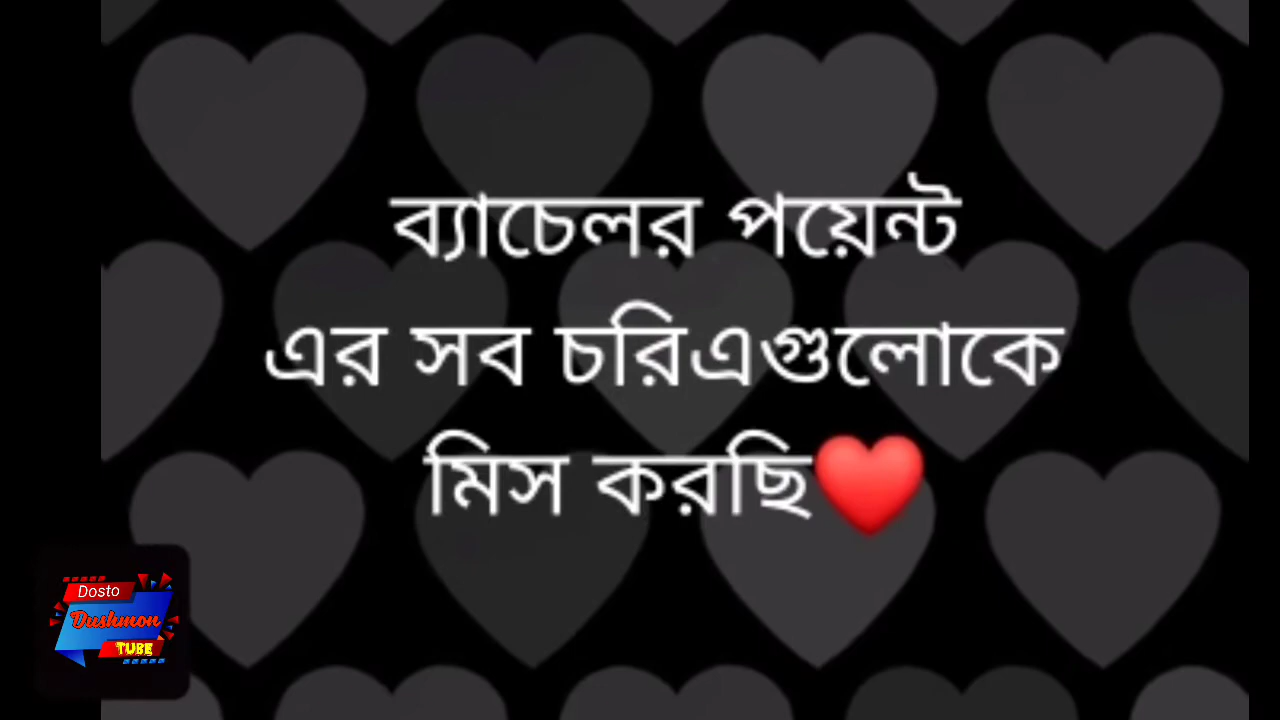 ব্যাচেলর পয়েন্ট
এর সব চরিএগুলোকে
মিস করছি❤️
Dosto
Dushmon
TUBE